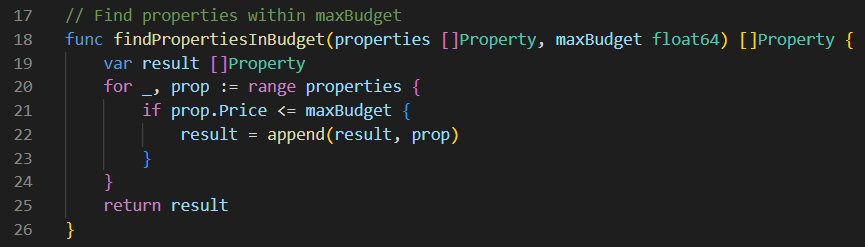 17 // Find properties within maxBudget
18 func findPropertiesInBudget(properties []Property, maxBudget float64) []Property {
19     var result []Property
20     for _, prop := range properties {
21         if prop.Price <= maxBudget {
22             result = append(result, prop)
23         }
24     }
25     return result
26 }